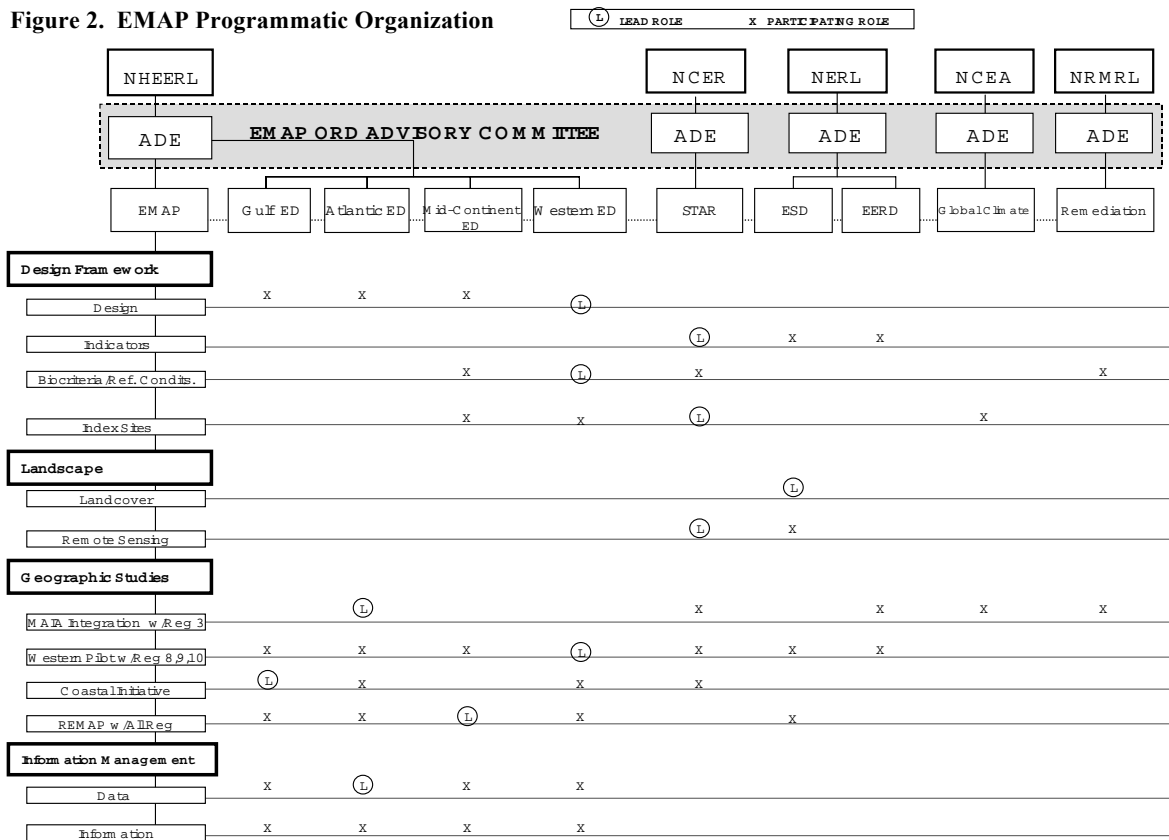 Figure 2. EMAP Programmatic Organization
L LEAD ROLE X PARTICIPATING ROLE
NHEERL NCER NERL NCEA NRMRL
ADE EMAP ORD ADVISORY COMMITTEE ADE ADE ADE ADE
EMAP Gulf ED Atlantic ED Mid-Continent ED Western ED STAR ESD EERD Global Climate Remediation
Design Framework
Design X X X L
Indicators L X X
Biocriteria/Ref. Condits. X L X X
Index Sites X X L X
Landscape
Landcover L
Remote Sensing L X
Geographic Studies
MAIA Integration w/Reg 3 L X X X X
Western Pilot w/Reg 8,9,10 X X X L X X X
Coastal Initiative L X X X
REMAP w/All Reg X X L X X
Information Management
Data X L X X
Information X X X X